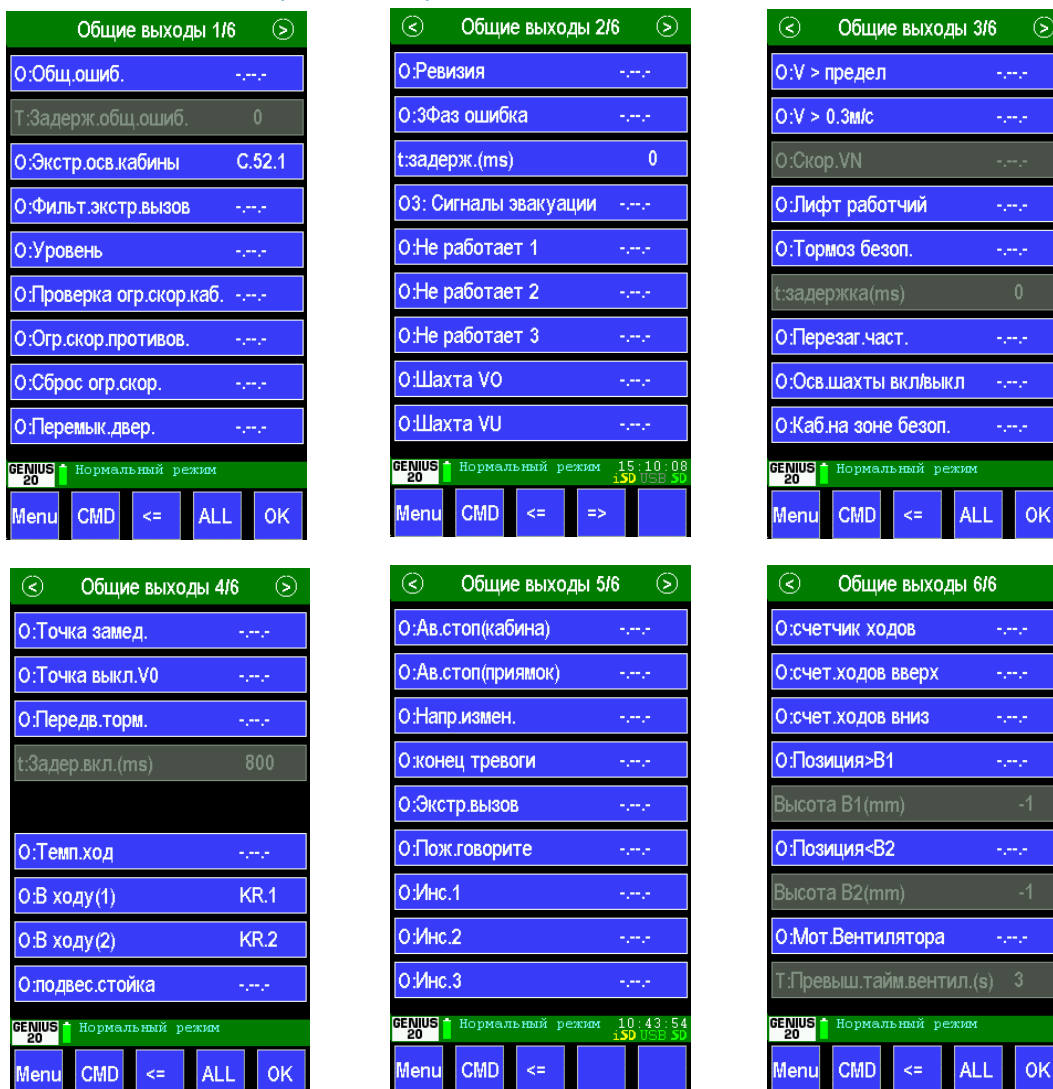 Общие выходы 1/6 >
О:Общ.ошиб. -.--.-
Т:Задерж.общ.ошиб. 0
О:Экстр.осв.кабины C.52.1
О:Фильт.экстр.вызов -.--.-
О:Уровень -.--.-
О:Проверка огр.скор.каб. -.--.-
О:Огр.скор.противов. -.--.-
О:Сброс огр.скор. -.--.-
О:Перемык.двер. -.--.-
GENIUS 20 Нормальный режим
Menu CMD <= ALL OK
< Общие выходы 2/6 >
О:Ревизия -.--.-
О:3Фаз ошибка -.--.-
t:задерж.(ms) 0
О3: Сигналы эвакуации -.--.-
О:Не работает 1 -.--.-
О:Не работает 2 -.--.-
О:Не работает 3 -.--.-
О:Шахта VO -.--.-
О:Шахта VU -.--.-
GENIUS 20 Нормальный режим 15:10:08
iSD USB SD
Menu CMD <= =>
< Общие выходы 3/6 >
О:V > предел -.--.-
О:V > 0.3м/с -.--.-
О:Скор.VN -.--.-
О:Лифт работчий -.--.-
О:Тормоз безоп. -.--.-
t:задержка(ms) 0
О:Перезаг.част. -.--.-
О:Осв.шахты вкл/выкл -.--.-
О:Каб.на зоне безоп. -.--.-
GENIUS 20 Нормальный режим
Menu CMD <= ALL OK
< Общие выходы 4/6 >
О:Точка замед. -.--.-
О:Точка выкл.V0 -.--.-
О:Передв.торм. -.--.-
t:Задер.вкл.(ms) 800
О:Темп.ход -.--.-
О:В ходу(1) KR.1
О:В ходу(2) KR.2
О:подвес.стойка -.--.-
GENIUS 20 Нормальный режим
Menu CMD <= ALL OK
< Общие выходы 5/6 >
О:Ав.стоп(кабина) -.--.-
О:Ав.стоп(приямок) -.--.-
О:Напр.измен. -.--.-
О:конец тревоги -.--.-
О:Экстр.вызов -.--.-
О:Пож.говорите -.--.-
О:Инс.1 -.--.-
О:Инс.2 -.--.-
О:Инс.3 -.--.-
GENIUS 20 Нормальный режим 10:43:54
iSD USB SD
Menu CMD <=
< Общие выходы 6/6
О:счетчик ходов -.--.-
О:счет.ходов вверх -.--.-
О:счет.ходов вниз -.--.-
О:Позиция>В1 -.--.-
Высота В1(mm) -1
О:Позиция<В2 -.--.-
Высота В2(mm) -1
О:Мот.Вентилятора -.--.-
Т:Превыш.тайм.вентил.(s) 3
GENIUS 20 Нормальный режим
Menu CMD <= ALL OK